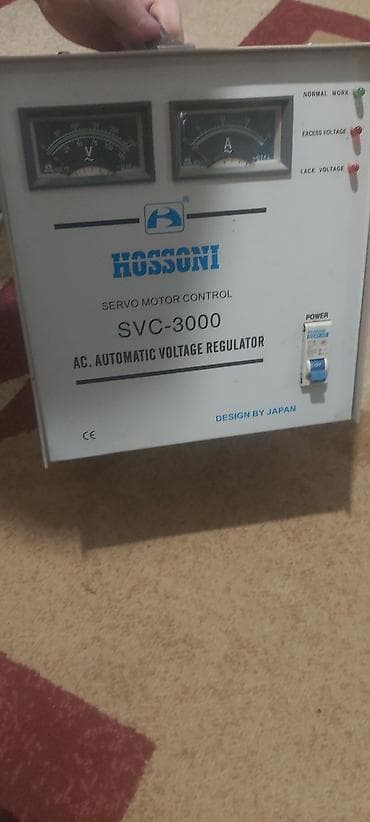 NORMAL WORK
EXCESS VOLTAGE
LACK VOLTAGE
V
A
HOSSONI
SERVO MOTOR CONTROL
SVC-3000
AC. AUTOMATIC VOLTAGE REGULATOR
POWER
OFF
DESIGN BY JAPAN
CE